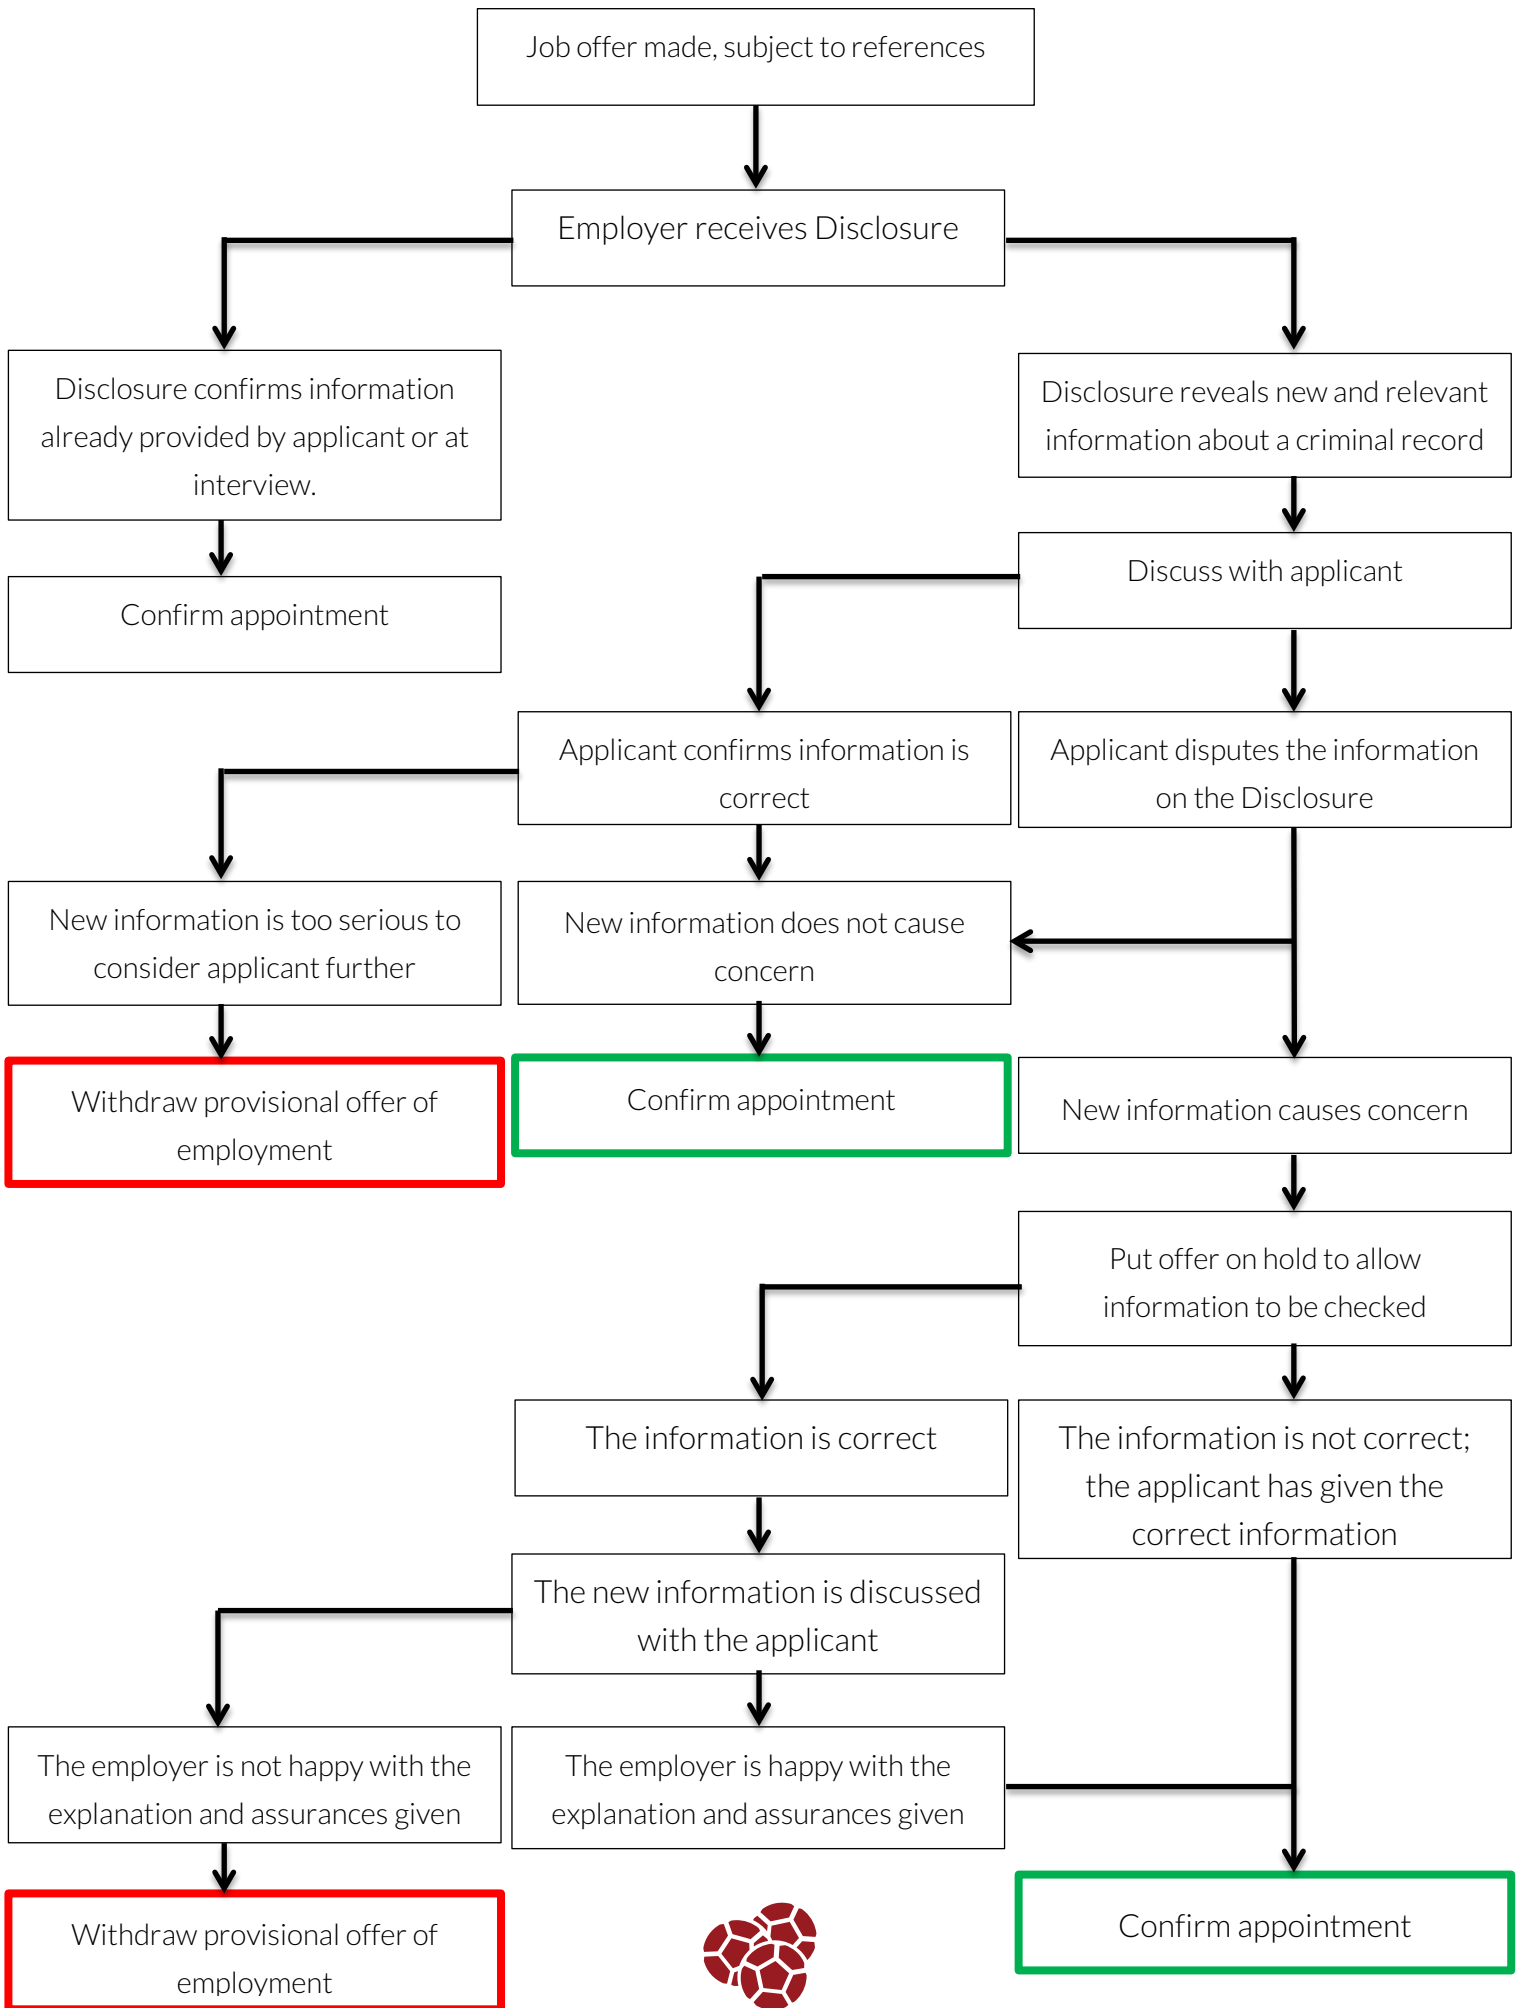 Job offer made, subject to references
Employer receives Disclosure
Disclosure confirms information
already provided by applicant or at
interview.
Disclosure reveals new and relevant
information about a criminal record
Confirm appointment
Discuss with applicant
Applicant confirms information is
correct
Applicant disputes the information
on the Disclosure
New information is too serious to
consider applicant further
New information does not cause
concern
Withdraw provisional offer of
employment
Confirm appointment
New information causes concern
Put offer on hold to allow
information to be checked
The information is correct
The information is not correct;
the applicant has given the
correct information
The new information is discussed
with the applicant
The employer is not happy with the
explanation and assurances given
The employer is happy with the
explanation and assurances given
Withdraw provisional offer of
employment
Confirm appointment